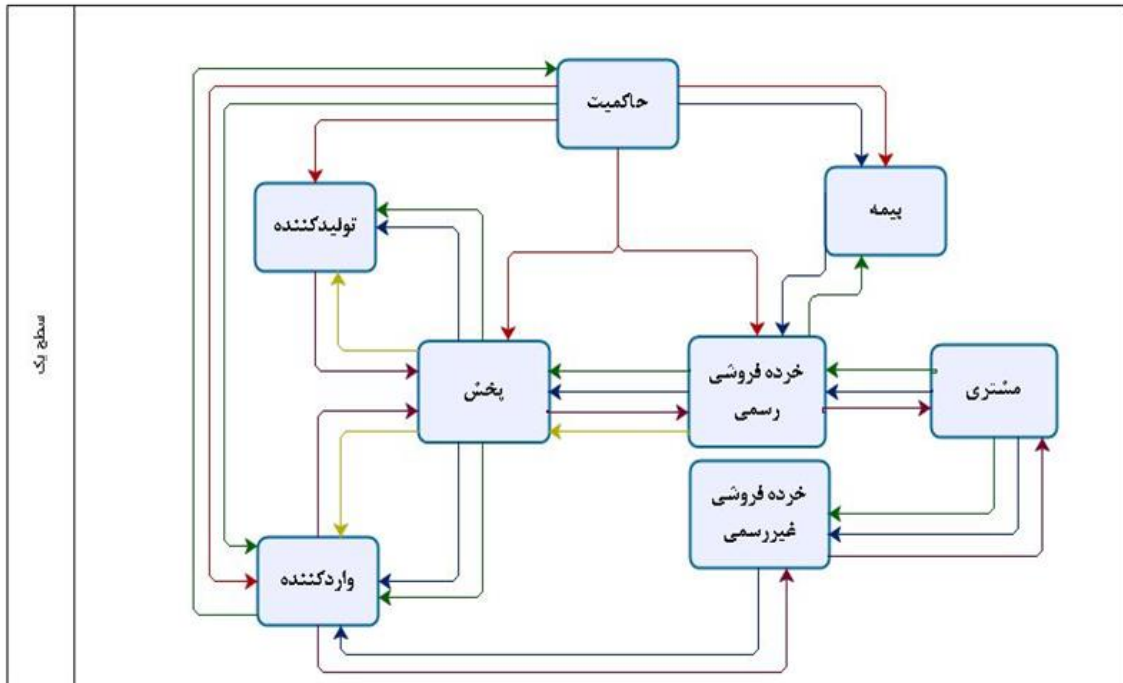 سطح یک
حاکمیت
بیمه
تولیدکننده
پخش
خرده فروشی
رسمی
مشتری
خرده فروشی
غیررسمی
واردکننده